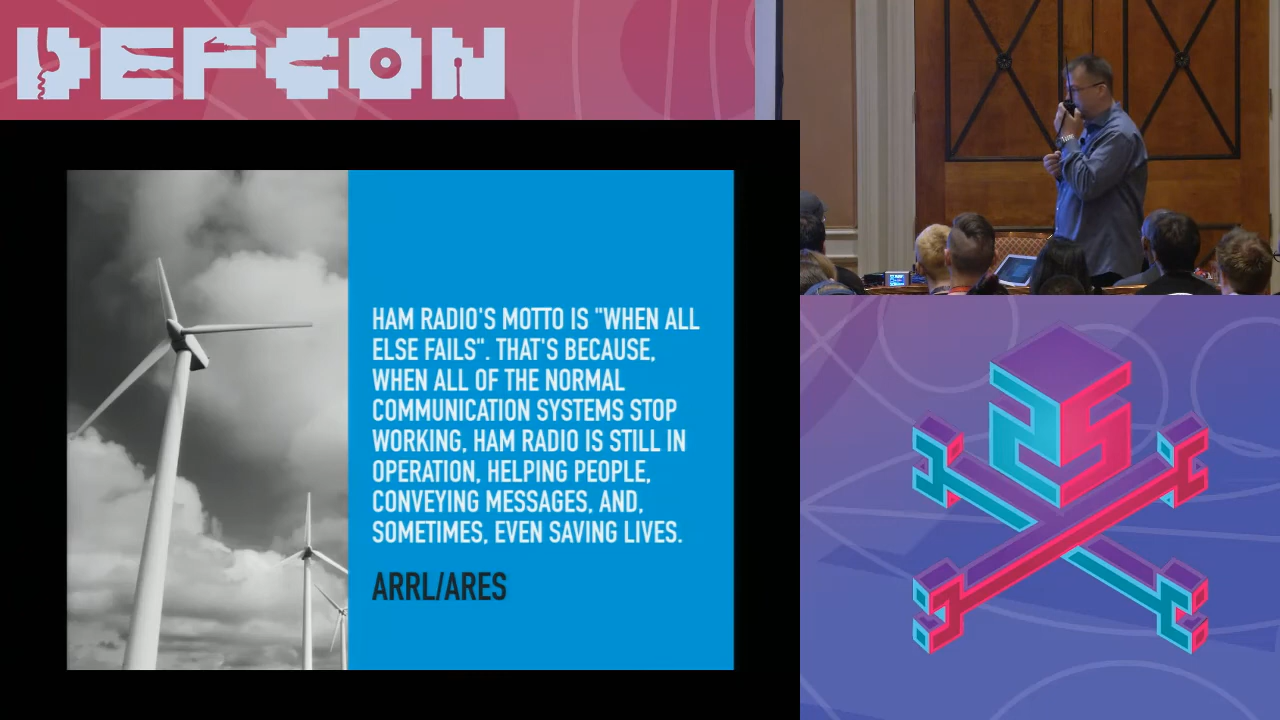 DEFCON
HAM RADIO'S MOTTO IS "WHEN ALL
ELSE FAILS". THAT'S BECAUSE,
WHEN ALL OF THE NORMAL
COMMUNICATION SYSTEMS STOP
WORKING, HAM RADIO IS STILL IN
OPERATION, HELPING PEOPLE,
CONVEYING MESSAGES, AND,
SOMETIMES, EVEN SAVING LIVES.
ARRL/ARES
25